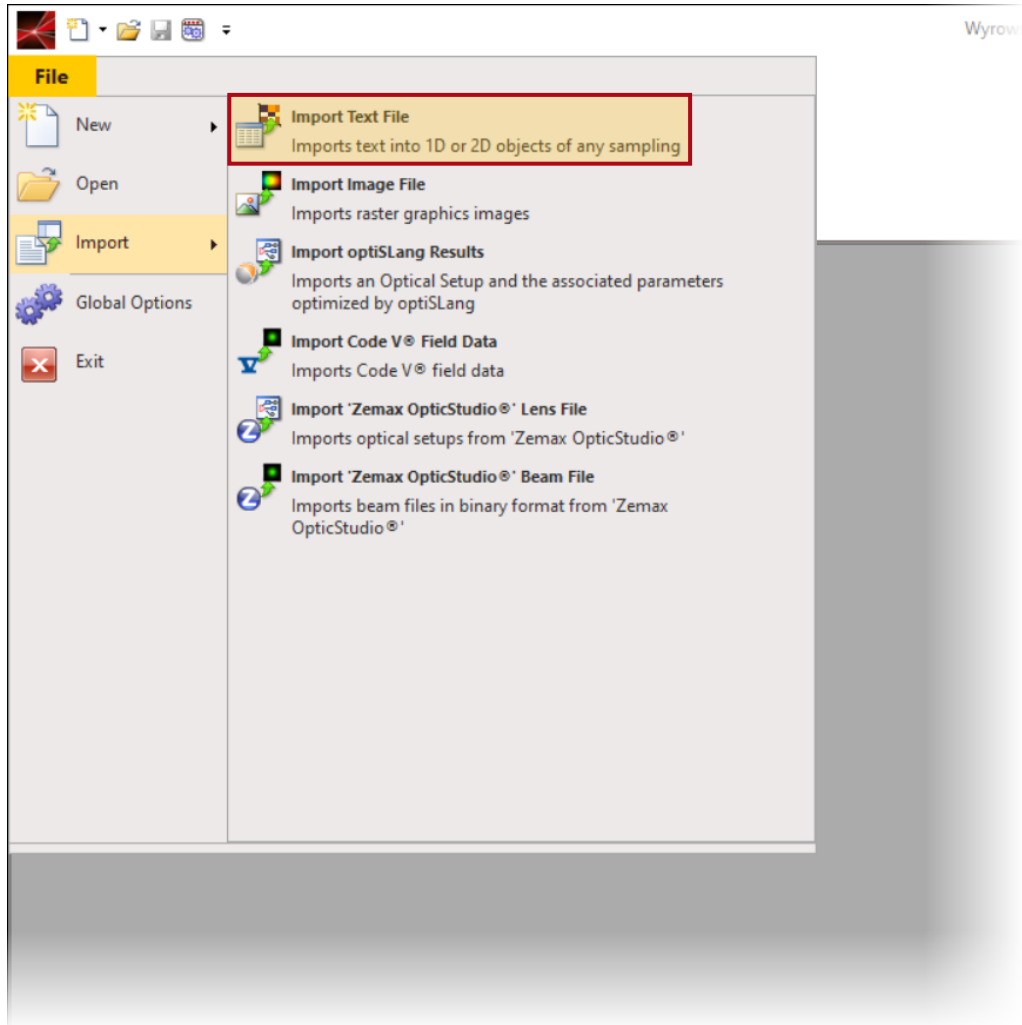 File
New
Open
Import
Global Options
Exit
Import Text File
Imports text into 1D or 2D objects of any sampling
Import Image File
Imports raster graphics images
Import optiSLang Results
Imports an Optical Setup and the associated parameters
optimized by optiSLang
Import Code V® Field Data
Imports Code V® field data
Import 'Zemax OpticStudio®' Lens File
Imports optical setups from 'Zemax OpticStudio®'
Import 'Zemax OpticStudio®' Beam File
Imports beam files in binary format from 'Zemax
OpticStudio®'